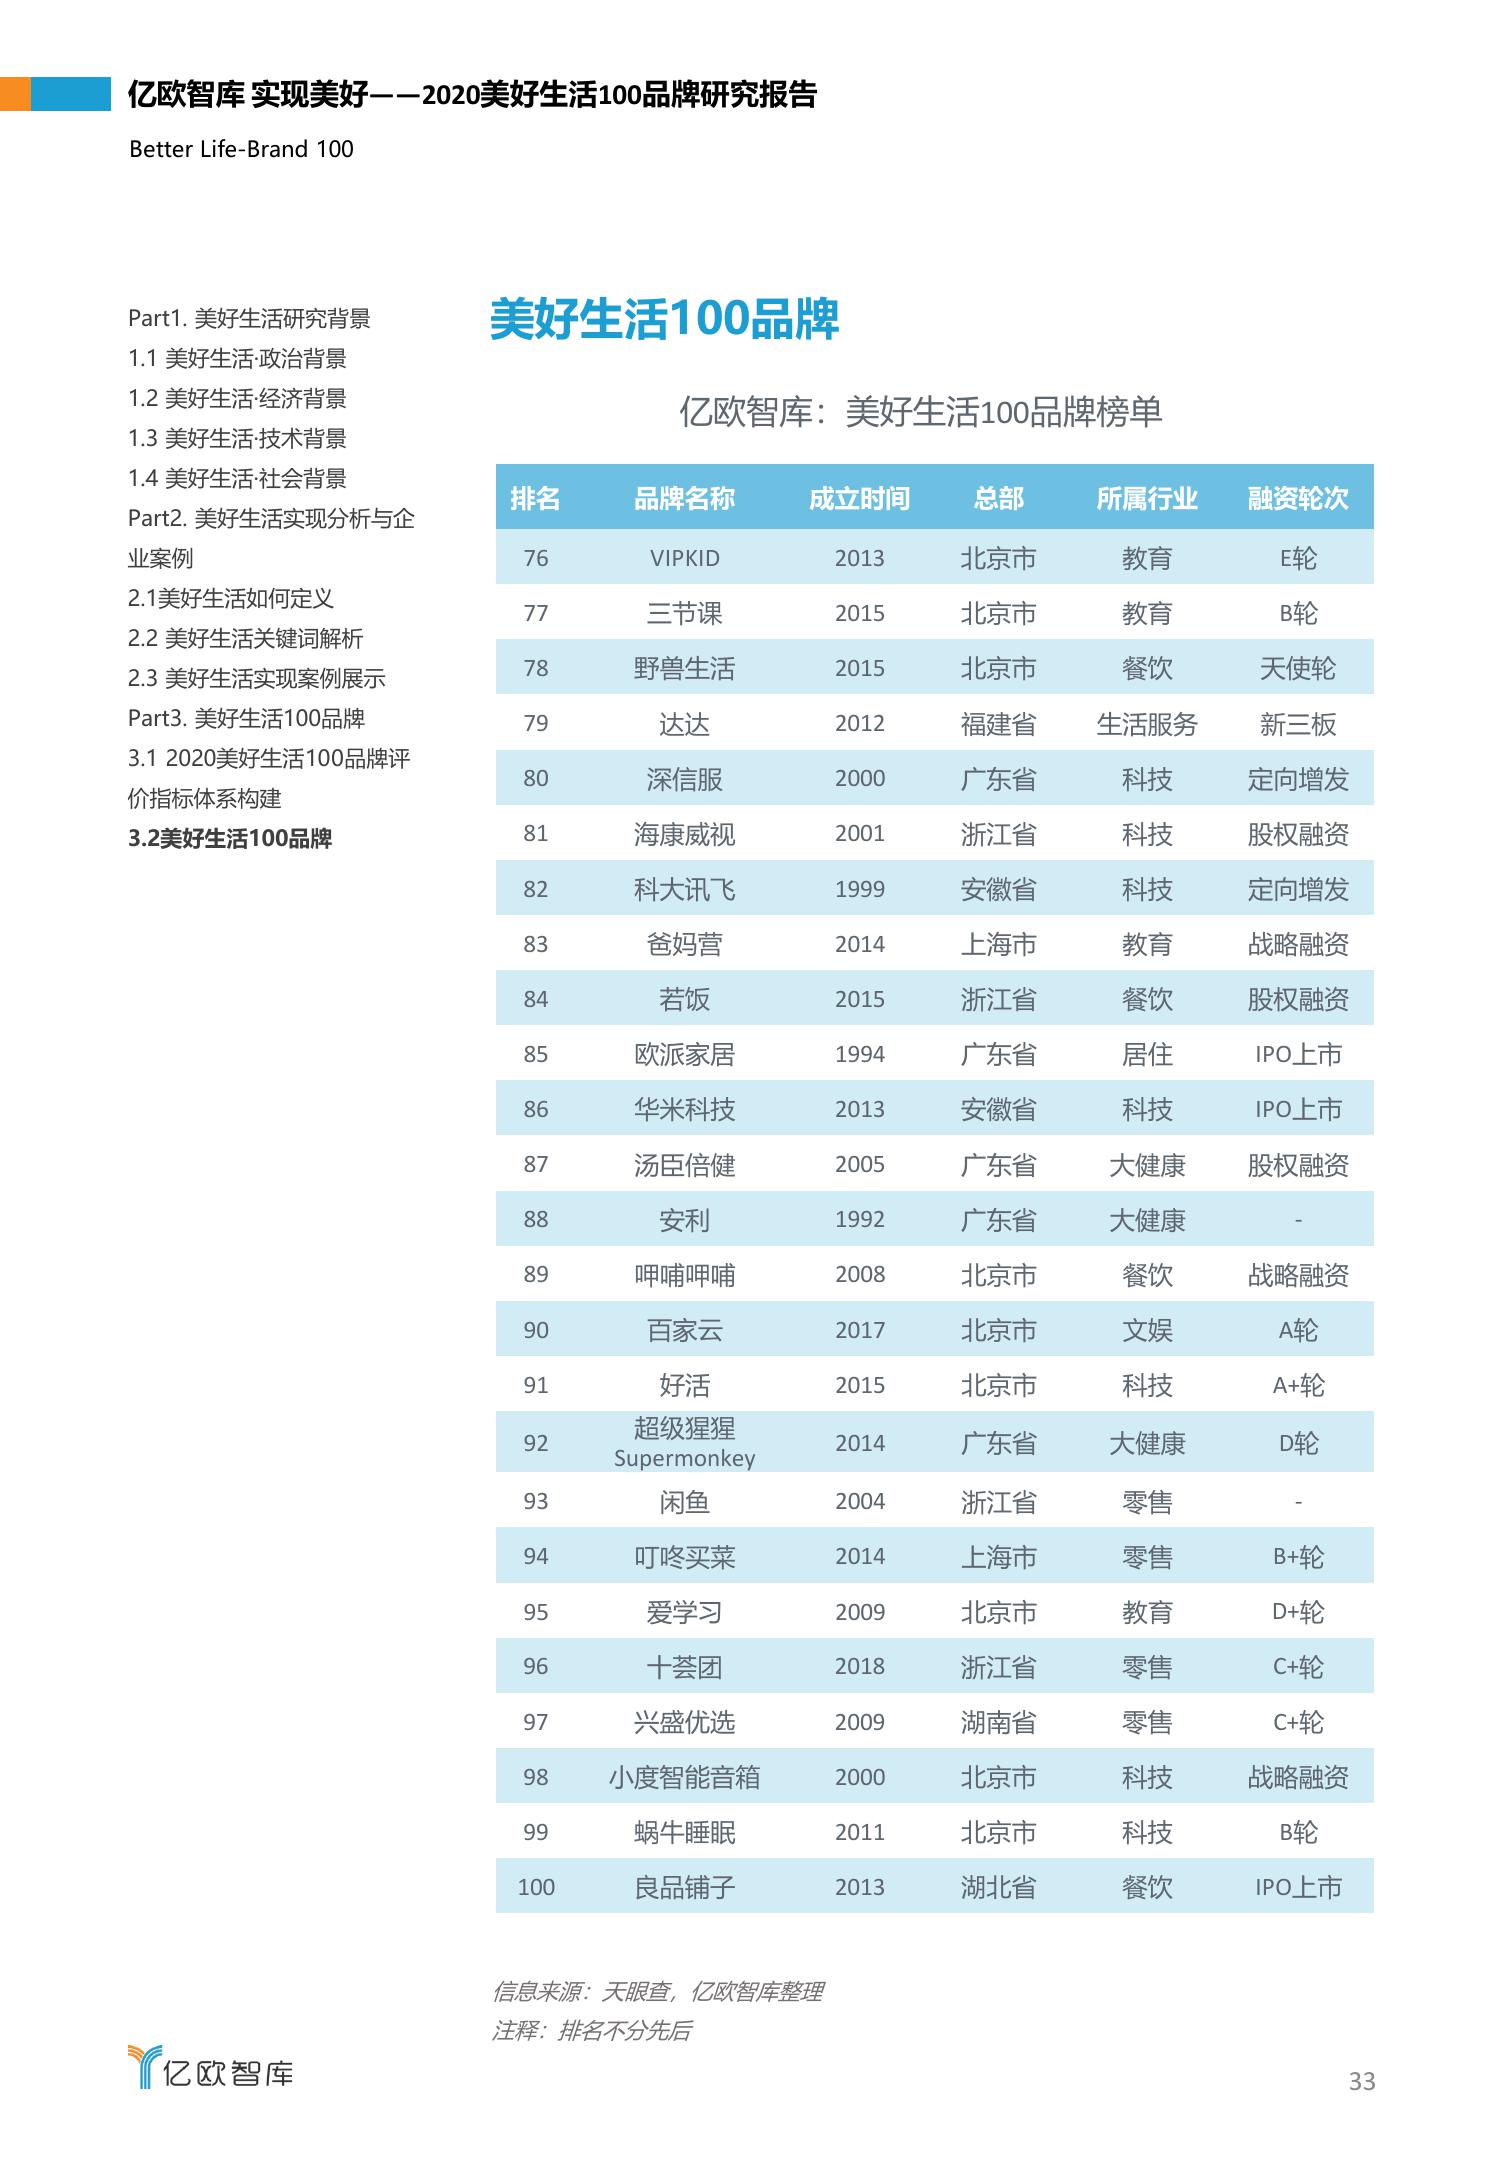 亿欧智库 实现美好——2020美好生活100品牌研究报告
Better Life-Brand 100
Part1. 美好生活研究背景
1.1 美好生活·政治背景
1.2 美好生活·经济背景
1.3 美好生活·技术背景
1.4 美好生活·社会背景
Part2. 美好生活实现分析与企
业案例
2.1美好生活如何定义
2.2 美好生活关键词解析
2.3 美好生活实现案例展示
Part3. 美好生活100品牌
3.1 2020美好生活100品牌评
价指标体系构建
3.2美好生活100品牌
美好生活100品牌
亿欧智库：美好生活100品牌榜单
排名 品牌名称 成立时间 总部 所属行业 融资轮次
76 VIPKID 2013 北京市 教育 E轮
77 三节课 2015 北京市 教育 B轮
78 野兽生活 2015 北京市 餐饮 天使轮
79 达达 2012 福建省 生活服务 新三板
80 深信服 2000 广东省 科技 定向增发
81 海康威视 2001 浙江省 科技 股权融资
82 科大讯飞 1999 安徽省 科技 定向增发
83 爸妈营 2014 上海市 教育 战略融资
84 若饭 2015 浙江省 餐饮 股权融资
85 欧派家居 1994 广东省 居住 IPO上市
86 华米科技 2013 安徽省 科技 IPO上市
87 汤臣倍健 2005 广东省 大健康 股权融资
88 安利 1992 广东省 大健康 -
89 呷哺呷哺 2008 北京市 餐饮 战略融资
90 百家云 2017 北京市 文娱 A轮
91 好活 2015 北京市 科技 A+轮
92 超级猩猩 Supermonkey 2014 广东省 大健康 D轮
93 闲鱼 2004 浙江省 零售 -
94 叮咚买菜 2014 上海市 零售 B+轮
95 爱学习 2009 北京市 教育 D+轮
96 十荟团 2018 浙江省 零售 C+轮
97 兴盛优选 2009 湖南省 零售 C+轮
98 小度智能音箱 2000 北京市 科技 战略融资
99 蜗牛睡眠 2011 北京市 科技 B轮
100 良品铺子 2013 湖北省 餐饮 IPO上市
信息来源：天眼查，亿欧智库整理
注释：排名不分先后
亿欧智库
33